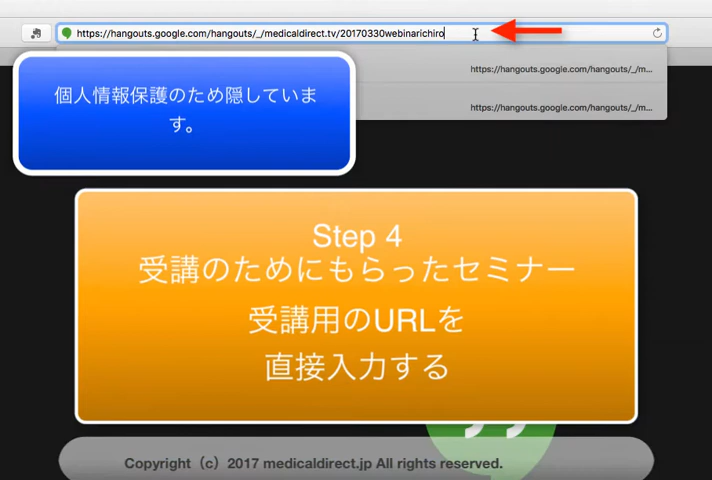 https://hangouts.google.com/hangouts/_/medicaldirect.tv/20170330webinarichiro
https://hangouts.google.com/hangouts/_/m...
https://hangouts.google.com/hangouts/_/m...
個人情報保護のため隠していま
す。
Step 4
受講のためにもらったセミナー
受講用のURLを
直接入力する
Copyright（c）2017 medicaldirect.jp All rights reserved.